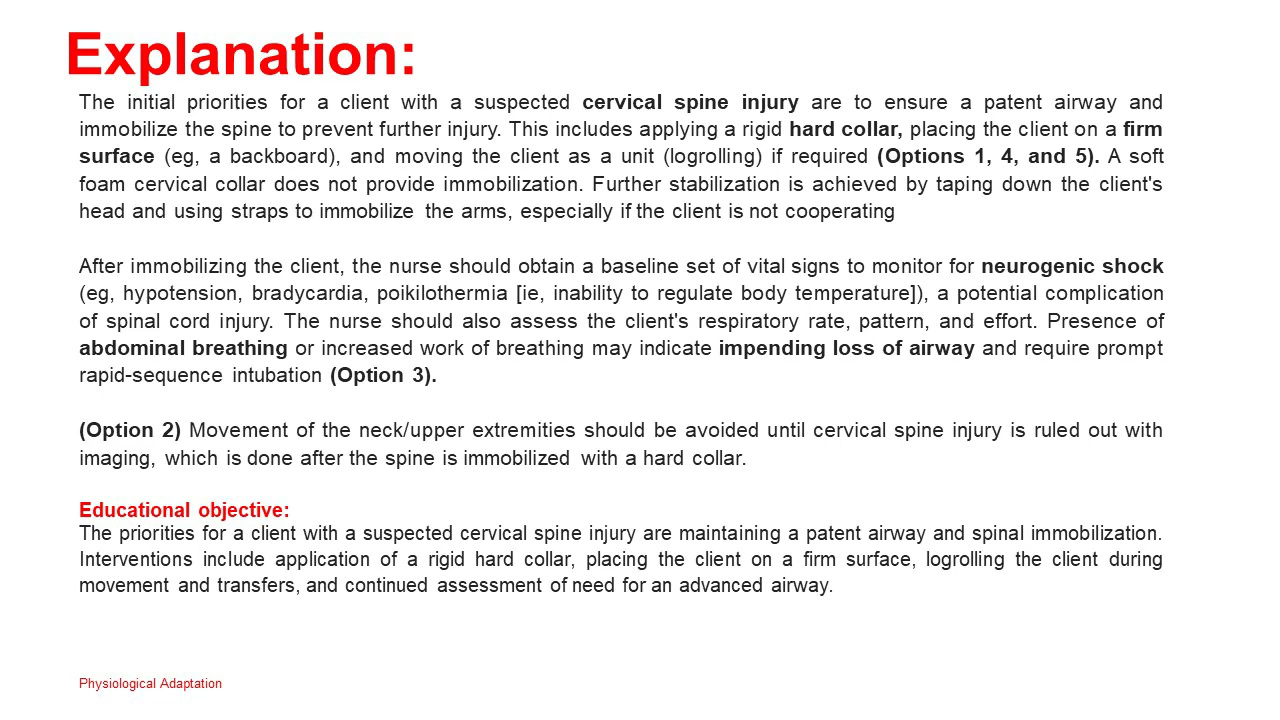 Explanation:
The initial priorities for a client with a suspected cervical spine injury are to ensure a patent airway and
immobilize the spine to prevent further injury. This includes applying a rigid hard collar, placing the client on a firm
surface (eg, a backboard), and moving the client as a unit (logrolling) if required (Options 1, 4, and 5). A soft
foam cervical collar does not provide immobilization. Further stabilization is achieved by taping down the client's
head and using straps to immobilize the arms, especially if the client is not cooperating
After immobilizing the client, the nurse should obtain a baseline set of vital signs to monitor for neurogenic shock
(eg, hypotension, bradycardia, poikilothermia [ie, inability to regulate body temperature]), a potential complication
of spinal cord injury. The nurse should also assess the client's respiratory rate, pattern, and effort. Presence of
abdominal breathing or increased work of breathing may indicate impending loss of airway and require prompt
rapid-sequence intubation (Option 3).
(Option 2) Movement of the neck/upper extremities should be avoided until cervical spine injury is ruled out with
imaging, which is done after the spine is immobilized with a hard collar.
Educational objective:
The priorities for a client with a suspected cervical spine injury are maintaining a patent airway and spinal immobilization.
Interventions include application of a rigid hard collar, placing the client on a firm surface, logrolling the client during
movement and transfers, and continued assessment of need for an advanced airway.
Physiological Adaptation